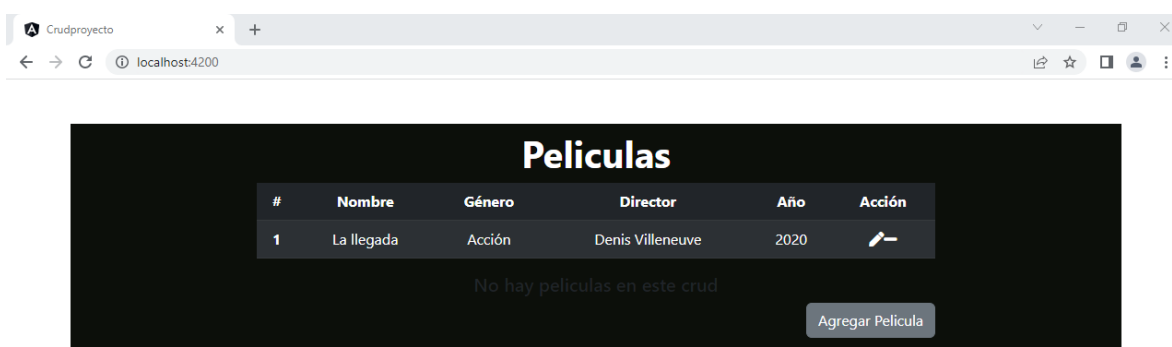 Crudproyecto
localhost:4200
Peliculas
# Nombre Género Director Año Acción
1 La llegada Acción Denis Villeneuve 2020
No hay peliculas en este crud
Agregar Pelicula